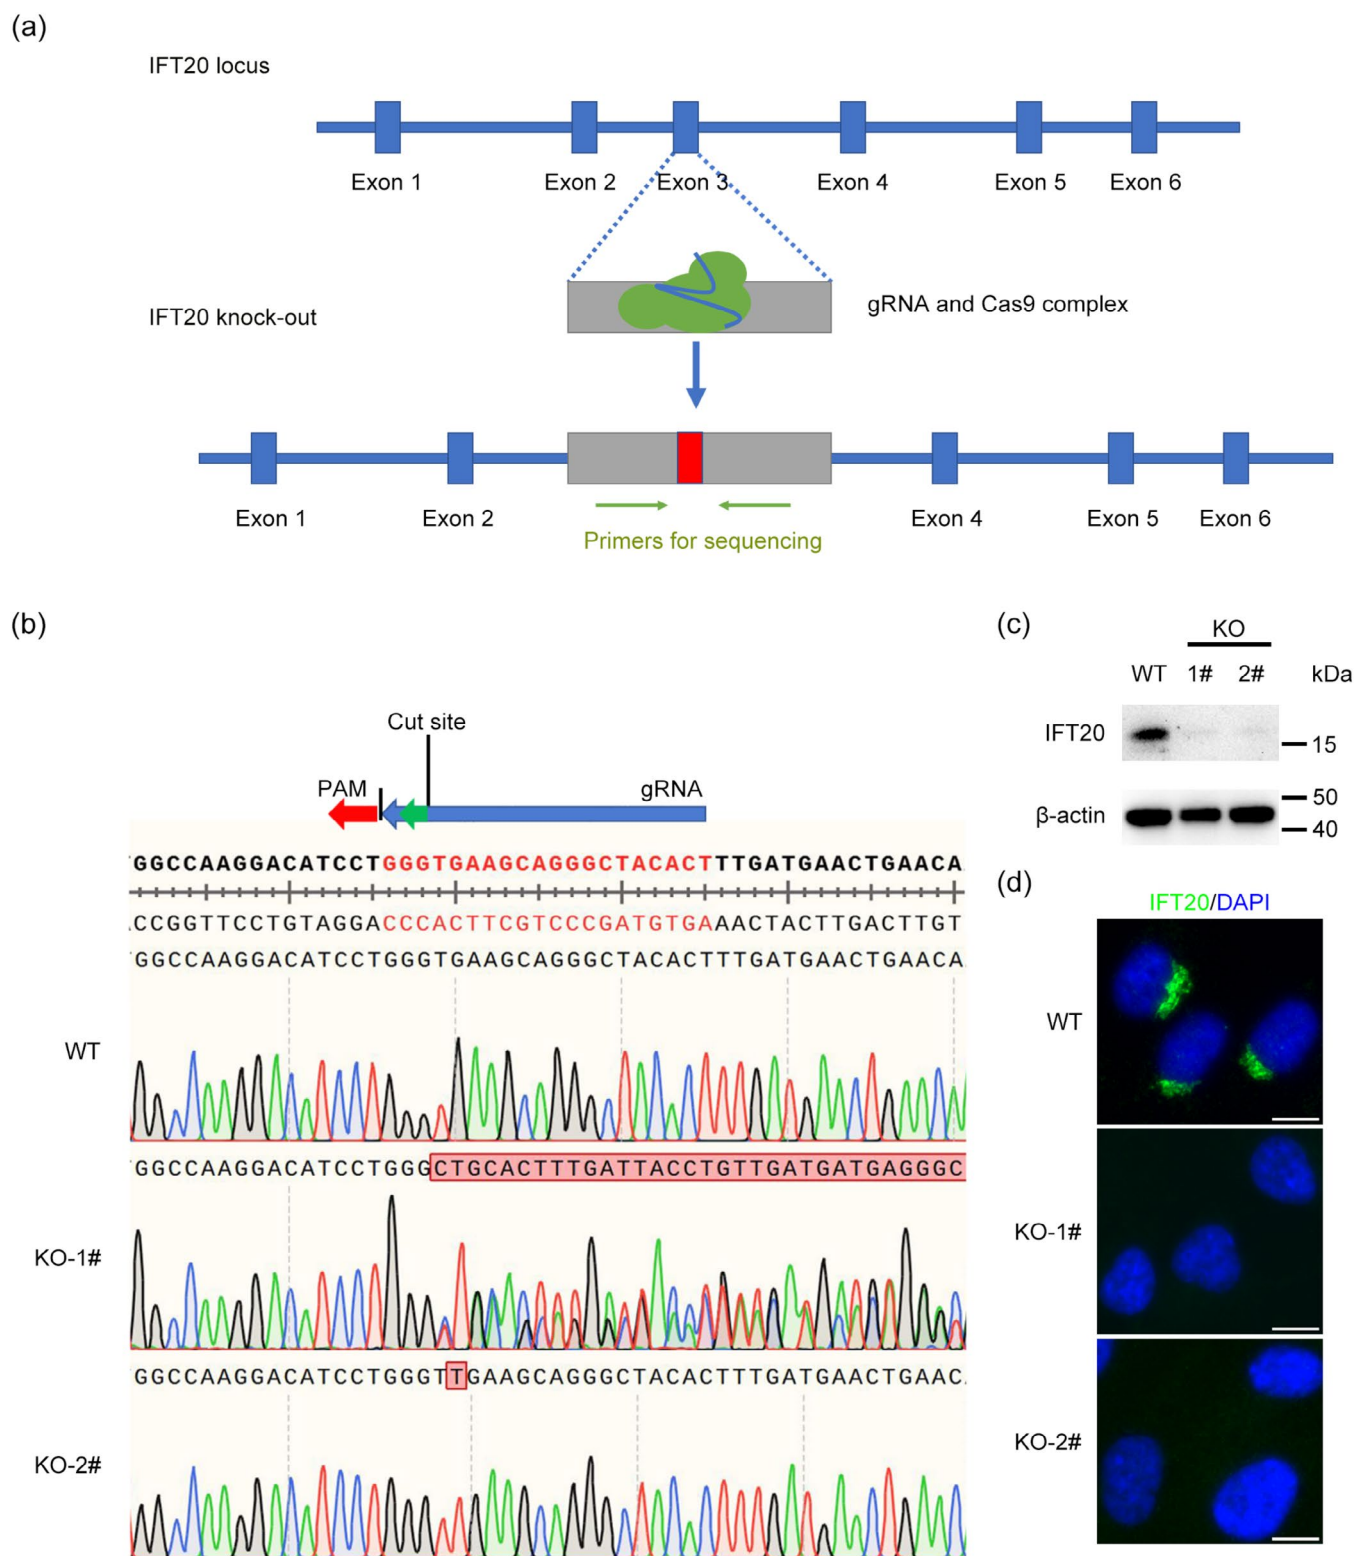 (a)
IFT20 locus
Exon 1 Exon 2 Exon 3 Exon 4 Exon 5 Exon 6
IFT20 knock-out
gRNA and Cas9 complex
Exon 1 Exon 2 Exon 4 Exon 5 Exon 6
Primers for sequencing
(b)
Cut site
PAM gRNA
GGCCAAGGACATCCTGGGTGAAGCAGGGCTACACTTTGATGAACTGAACA
CCGGTTCCTGTAGGACCCACTTCGTCCCGATGTGAAACTACTTGACTTGT
GGCCAAGGACATCCTGGGTGAAGCAGGGCTACACTTTGATGAACTGAACA
WT
GGCCAAGGACATCCTGGGCTGCACTTTGATTACCTGTTGATGATGAGGGC
KO-1#
GGCCAAGGACATCCTGGGTTGAAGCAGGGCTACACTTTGATGAACTGAAC
KO-2#
(c)
KO
WT 1# 2# kDa
IFT20
15
β-actin
50
40
(d)
IFT20/DAPI
WT
KO-1#
KO-2#